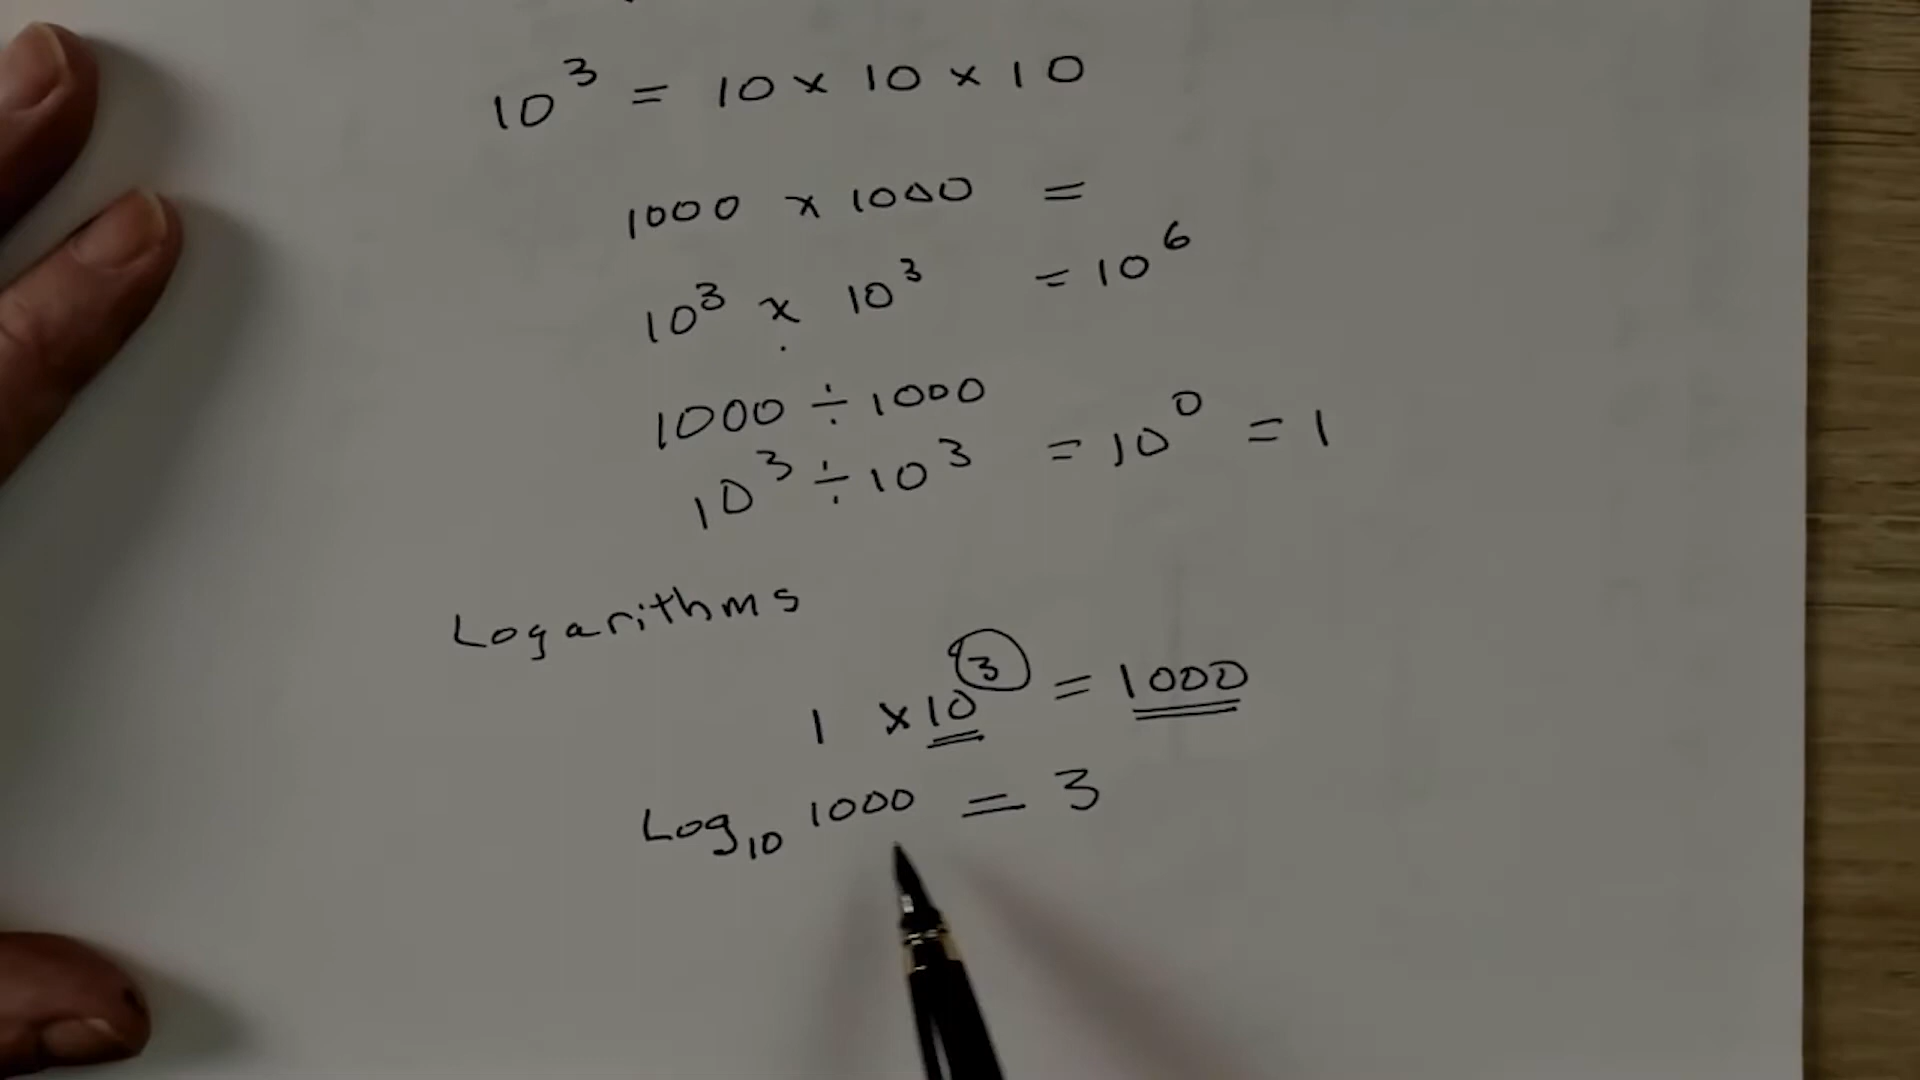 10³ = 10 × 10 × 10
1000 × 1000 =
10³ × 10³ = 10⁶
1000 ÷ 1000
10³ ÷ 10³ = 10⁰ = 1
Logarithms
1 × 10³ = 1000
Log₁₀ 1000 = 3